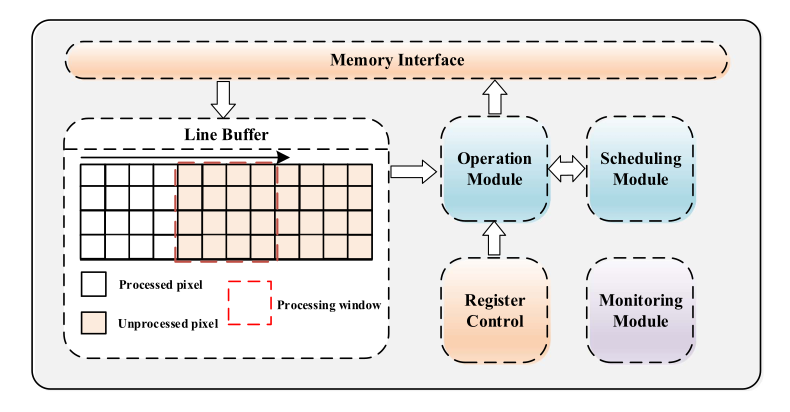 Memory Interface
Line Buffer
Processed pixel
Unprocessed pixel
Processing window
Operation
Module
Scheduling
Module
Register
Control
Monitoring
Module